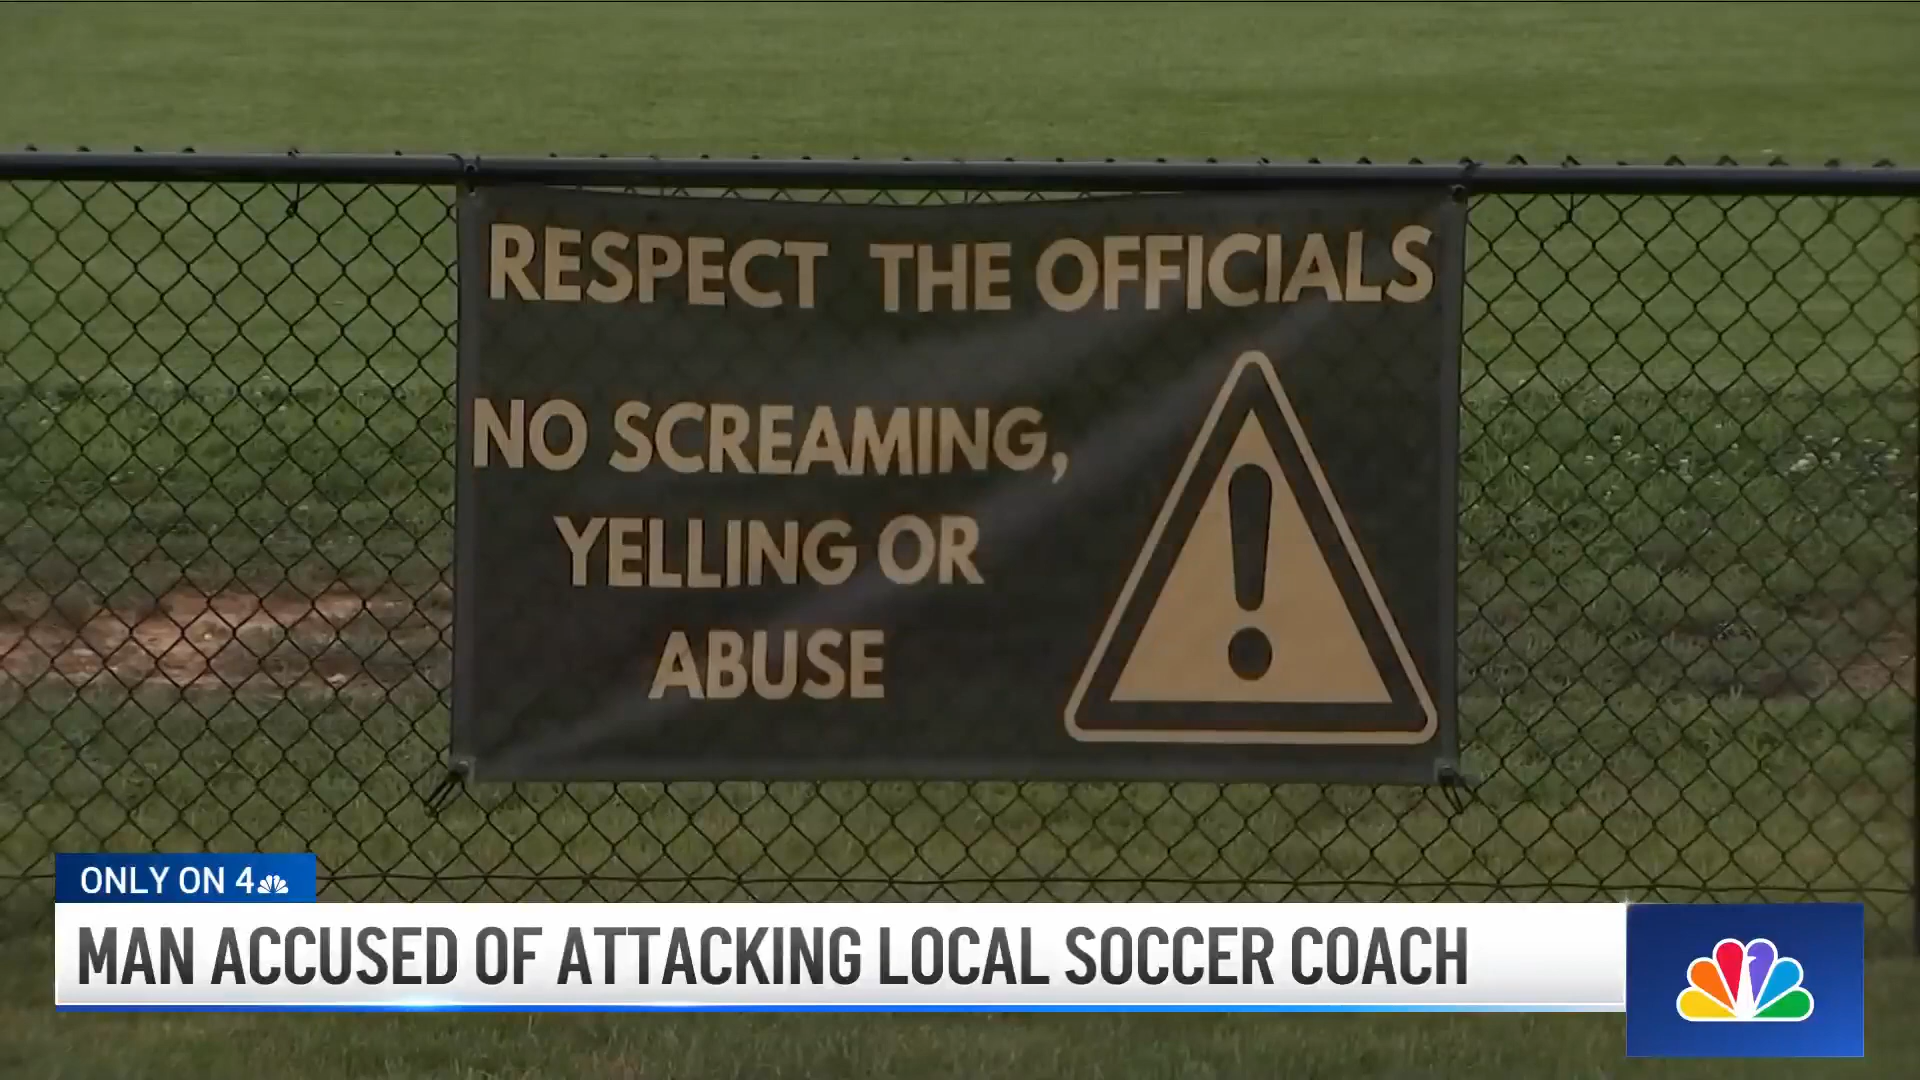 RESPECT THE OFFICIALS
NO SCREAMING,
YELLING OR
ABUSE
ONLY ON 4
MAN ACCUSED OF ATTACKING LOCAL SOCCER COACH